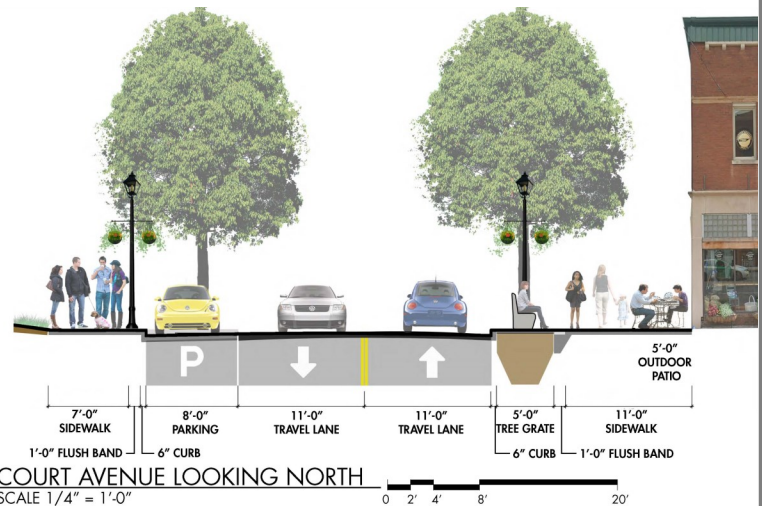 P
5'-0"
OUTDOOR
PATIO
7'-0"
SIDEWALK
8'-0"
PARKING
11'-0"
TRAVEL LANE
11'-0"
TRAVEL LANE
5'-0"
TREE GRATE
11'-0"
SIDEWALK
1'-0" FLUSH BAND
6" CURB
6" CURB
1'-0" FLUSH BAND
COURT AVENUE LOOKING NORTH
SCALE 1/4" = 1'-0"
0 2' 4' 8' 20'